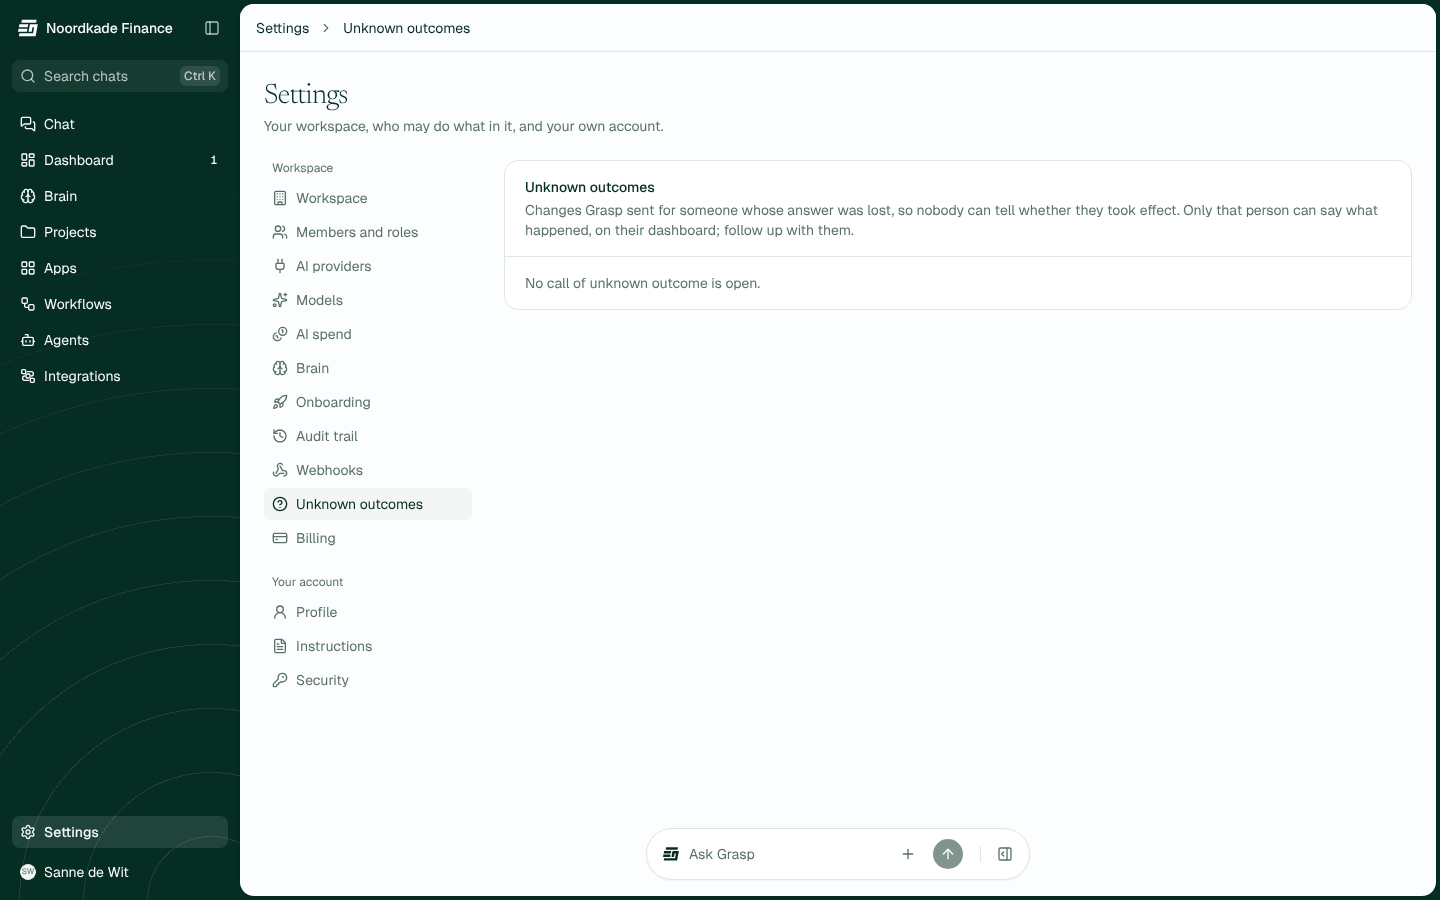 Noordkade Finance
Search chats
Ctrl K
Chat
Dashboard
1
Brain
Projects
Apps
Workflows
Agents
Integrations
Settings
SW
Sanne de Wit
Settings
Unknown outcomes
Settings
Your workspace, who may do what in it, and your own account.
Workspace
Workspace
Members and roles
AI providers
Models
AI spend
Brain
Onboarding
Audit trail
Webhooks
Unknown outcomes
Billing
Your account
Profile
Instructions
Security
Unknown outcomes
Changes Grasp sent for someone whose answer was lost, so nobody can tell whether they took effect. Only that person can say what
happened, on their dashboard; follow up with them.
No call of unknown outcome is open.
Ask Grasp